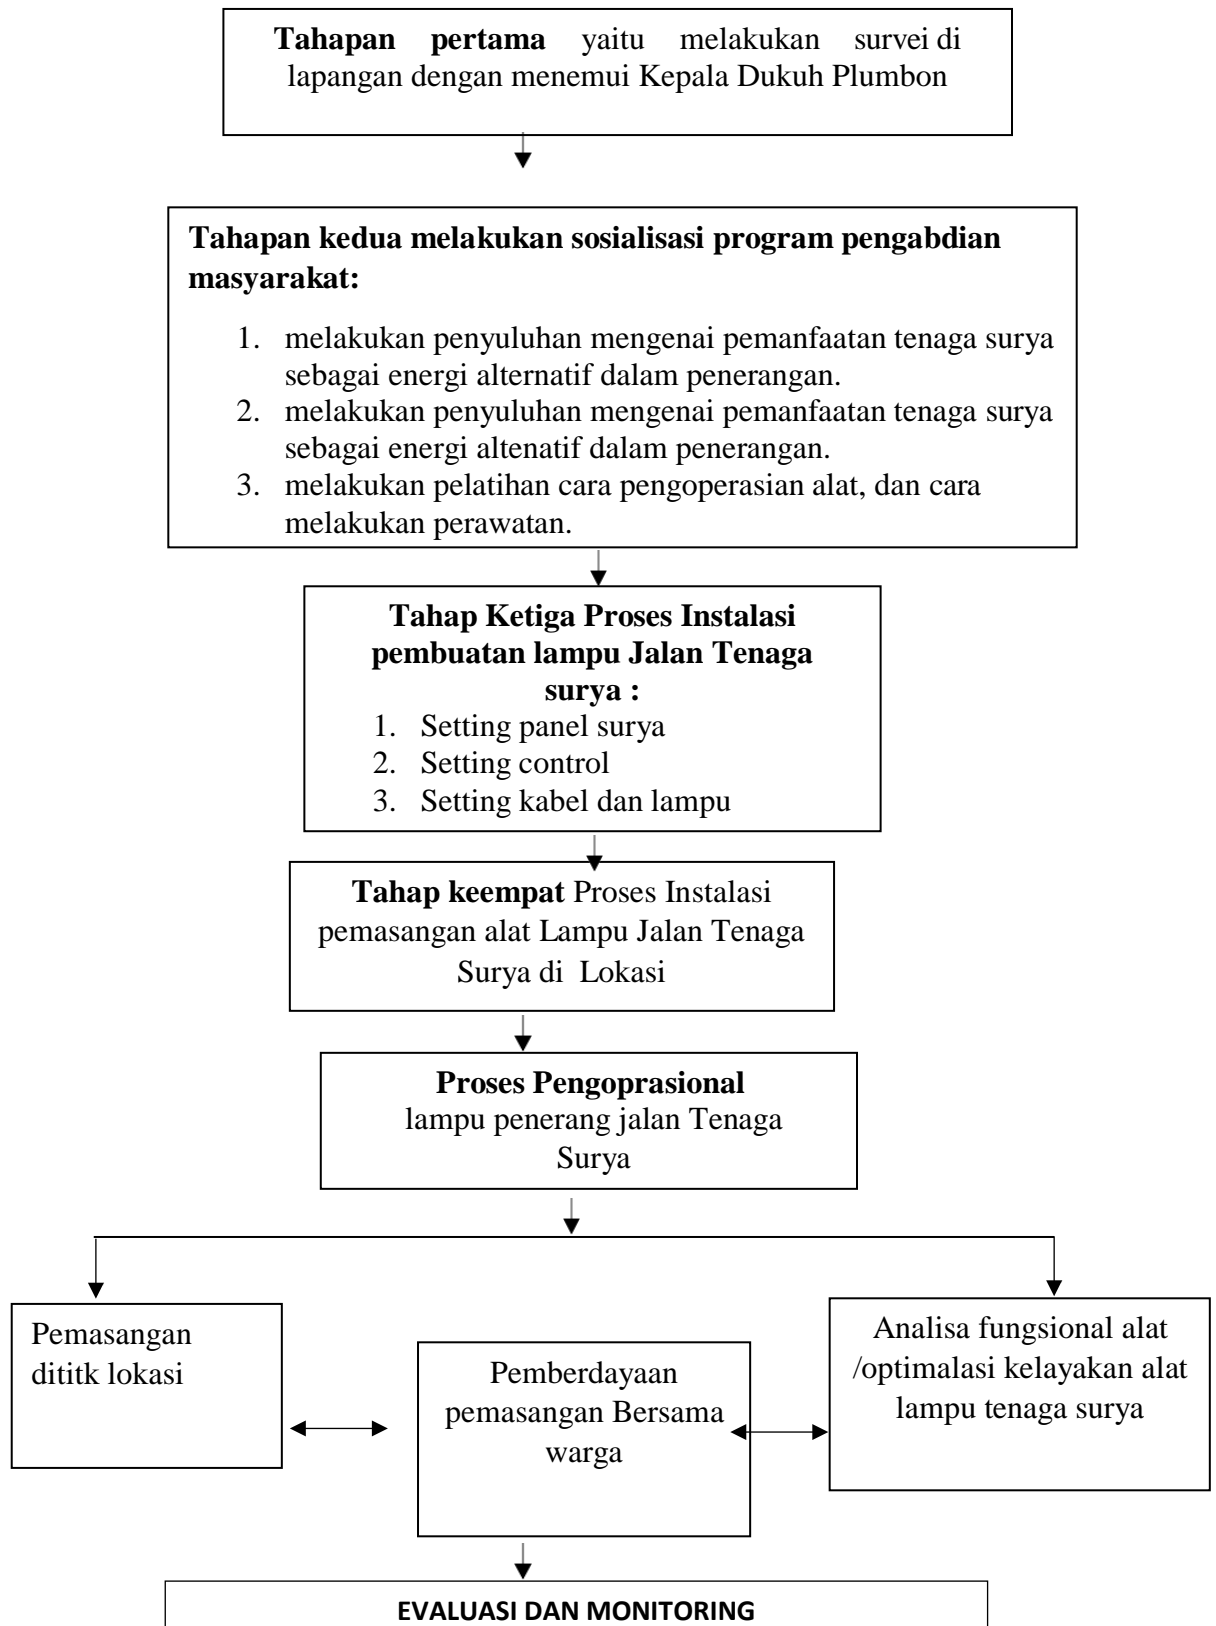 Tahapan pertama yaitu melakukan survei di
lapangan dengan menemui Kepala Dukuh Plumbon
Tahapan kedua melakukan sosialisasi program pengabdian
masyarakat:
1. melakukan penyuluhan mengenai pemanfaatan tenaga surya
sebagai energi alternatif dalam penerangan.
2. melakukan penyuluhan mengenai pemanfaatan tenaga surya
sebagai energi altenatif dalam penerangan.
3. melakukan pelatihan cara pengoperasian alat, dan cara
melakukan perawatan.
Tahap Ketiga Proses Instalasi
pembuatan lampu Jalan Tenaga
surya :
1. Setting panel surya
2. Setting control
3. Setting kabel dan lampu
Tahap keempat Proses Instalasi
pemasangan alat Lampu Jalan Tenaga
Surya di Lokasi
Proses Pengoprasional
lampu penerang jalan Tenaga
Surya
Pemasangan
dititk lokasi
Pemberdayaan
pemasangan Bersama
warga
Analisa fungsional alat
/optimalasi kelayakan alat
lampu tenaga surya
EVALUASI DAN MONITORING